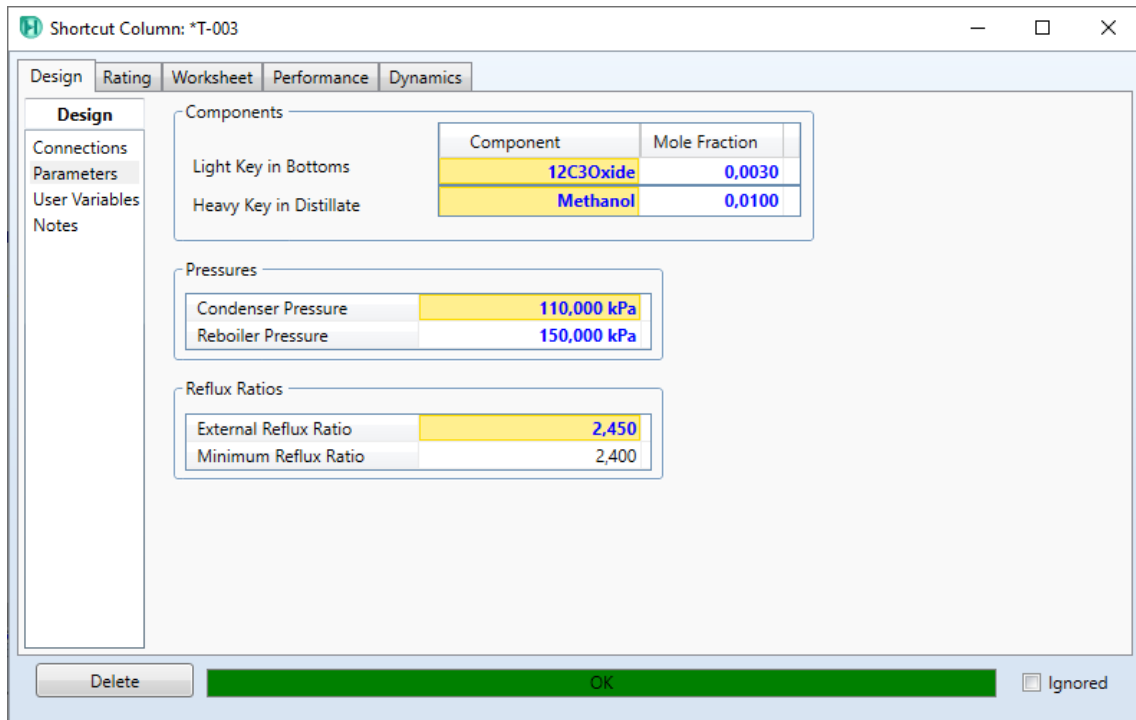 Shortcut Column: *T-003
Design Rating Worksheet Performance Dynamics
Design
Connections
Parameters
User Variables
Notes
Components
Component Mole Fraction
Light Key in Bottoms 12C3Oxide 0,0030
Heavy Key in Distillate Methanol 0,0100
Pressures
Condenser Pressure 110,000 kPa
Reboiler Pressure 150,000 kPa
Reflux Ratios
External Reflux Ratio 2,450
Minimum Reflux Ratio 2,400
Delete OK Ignored